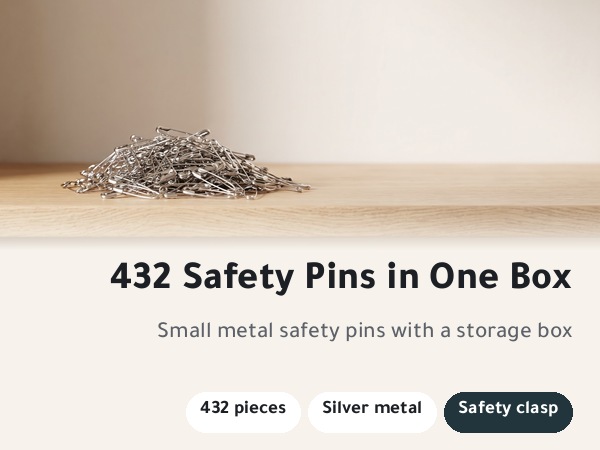 432 Safety Pins in One Box
Small metal safety pins with a storage box
432 pieces
Silver metal
Safety clasp